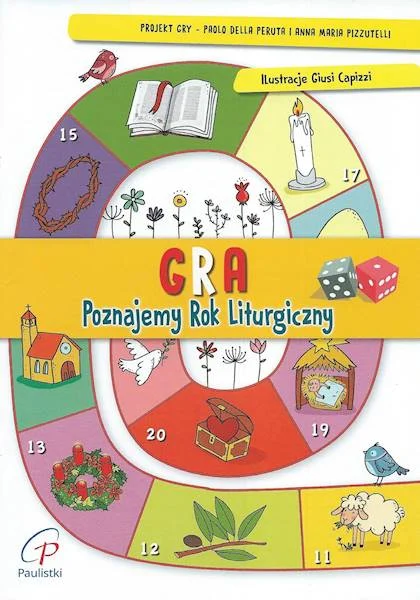 PROJEKT GRY - PAOLO DELLA PERUTA I ANNA MARIA PIZZUTELLI
Ilustracje Giusi Capizzi
15
17
GRA
Poznajemy Rok Liturgiczny
13
20
19
12
11
Paulistki